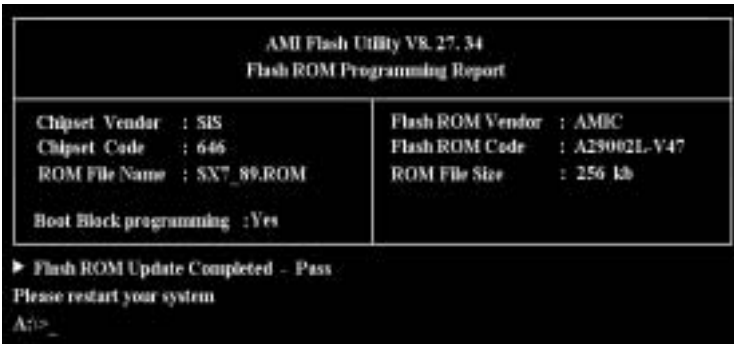 AMI Flash Utility V8. 27. 34
Flash ROM Programming Report
Chipset Vendor : SiS
Chipset Code : 646
ROM File Name : SX7_89.ROM
Boot Block programming :Yes
Flash ROM Vendor : AMIC
Flash ROM Code : A29002L-V47
ROM File Size : 256 kb
▶ Flash ROM Update Completed - Pass
Please restart your system
A:\>_